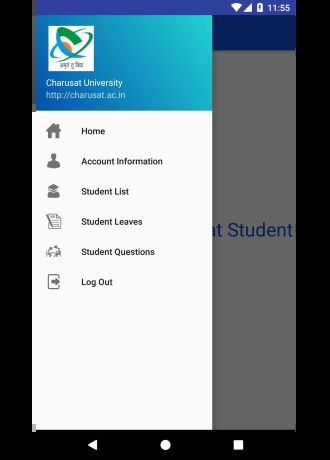 11:55
अमृतं तु विद्या
Charusat University
http://charusat.ac.in
at Student
Home
Account Information
Student List
Student Leaves
Student Questions
Log Out